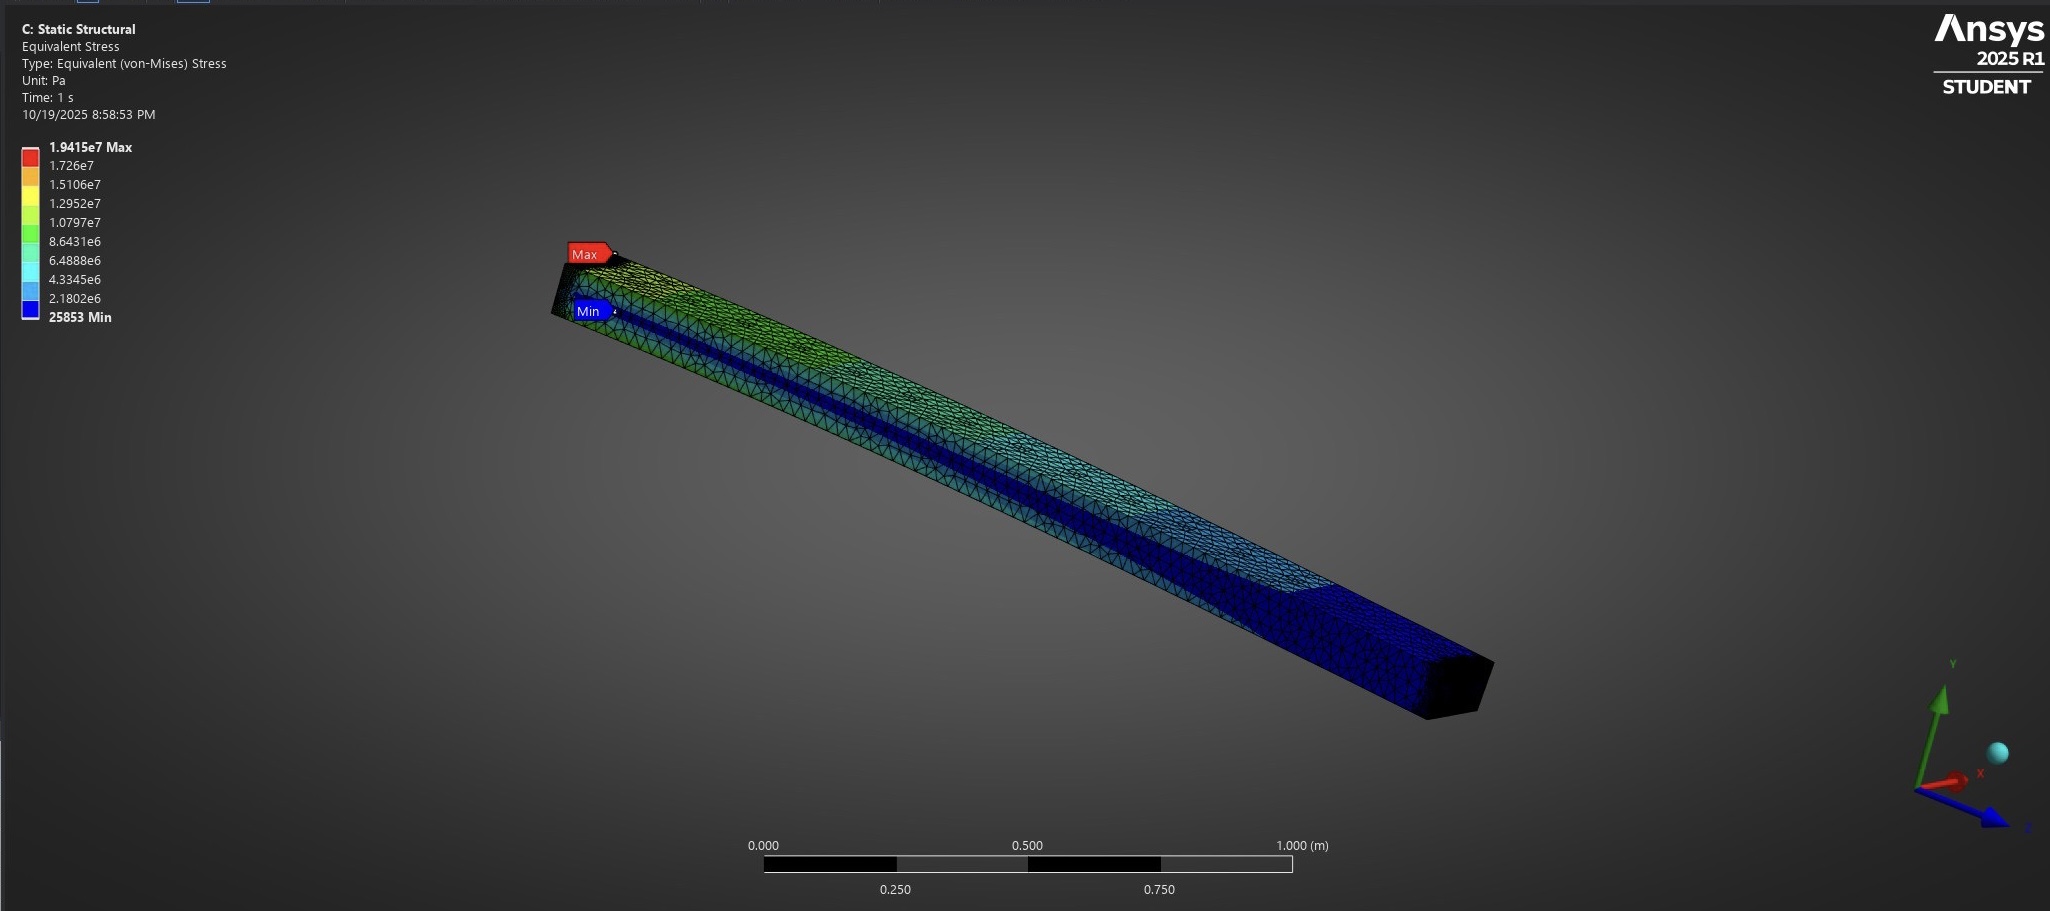 C: Static Structural
Equivalent Stress
Type: Equivalent (von-Mises) Stress
Unit: Pa
Time: 1 s
10/19/2025 8:58:53 PM
1.9415e7 Max
1.726e7
1.5106e7
1.2952e7
1.0797e7
8.6431e6
6.4888e6
4.3345e6
2.1802e6
25853 Min
Ansys
2025 R1
STUDENT
Max
Min
Y
X
Z
0.000
0.500
1.000 (m)
0.250
0.750